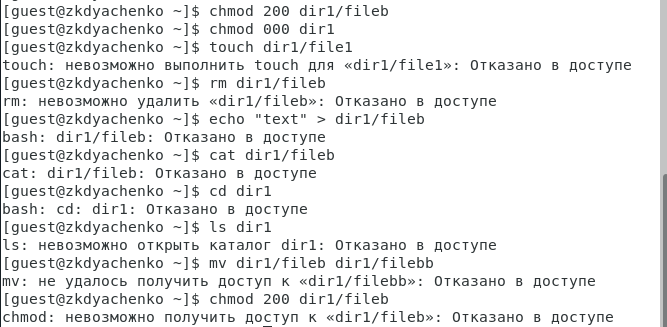 [guest@zkdyachenko ~]$ chmod 200 dir1/fileb
[guest@zkdyachenko ~]$ chmod 000 dir1
[guest@zkdyachenko ~]$ touch dir1/file1
touch: невозможно выполнить touch для «dir1/file1»: Отказано в доступе
[guest@zkdyachenko ~]$ rm dir1/fileb
rm: невозможно удалить «dir1/fileb»: Отказано в доступе
[guest@zkdyachenko ~]$ echo "text" > dir1/fileb
bash: dir1/fileb: Отказано в доступе
[guest@zkdyachenko ~]$ cat dir1/fileb
cat: dir1/fileb: Отказано в доступе
[guest@zkdyachenko ~]$ cd dir1
bash: cd: dir1: Отказано в доступе
[guest@zkdyachenko ~]$ ls dir1
ls: невозможно открыть каталог dir1: Отказано в доступе
[guest@zkdyachenko ~]$ mv dir1/fileb dir1/filebb
mv: не удалось получить доступ к «dir1/filebb»: Отказано в доступе
[guest@zkdyachenko ~]$ chmod 200 dir1/fileb
chmod: невозможно получить доступ к «dir1/fileb»: Отказано в доступе